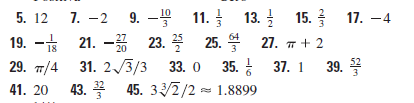 5. 12 7. −2 9. −10/3 11. 1/3 13. 1/2 15. 2/3 17. −4
19. −1/18 21. −27/20 23. 25/2 25. 64/3 27. π + 2
29. π/4 31. 2√3/3 33. 0 35. 1/6 37. 1 39. 52/3
41. 20 43. 32/3 45. 3∛2/2 ≈ 1.8899